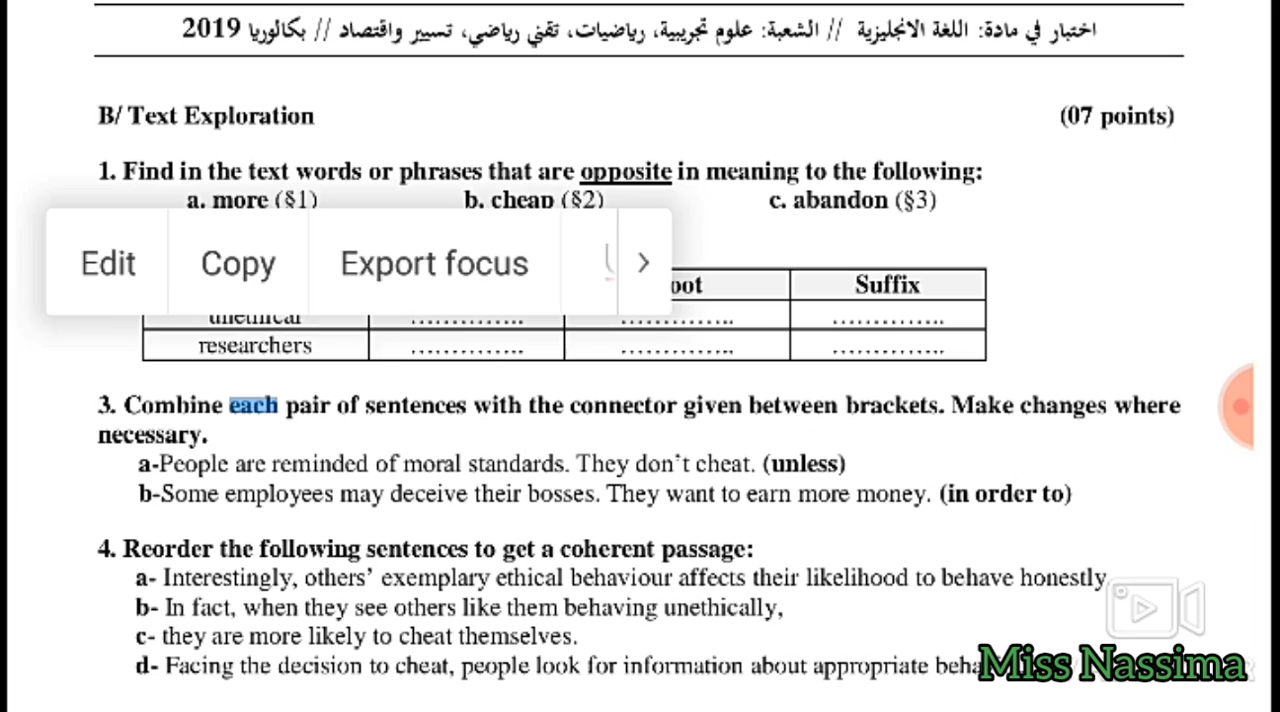 اختبار في مادة: اللغة الانجليزية // الشعبة: علوم تجريبية، رياضيات، تقني رياضي، تسيير واقتصاد // بكالوريا 2019
B/ Text Exploration (07 points)
1. Find in the text words or phrases that are opposite in meaning to the following:
a. more (§1) b. cheap (§2) c. abandon (§3)
Edit Copy Export focus
Suffix
unethical ............. ............. .............
researchers ............. ............. .............
3. Combine each pair of sentences with the connector given between brackets. Make changes where
necessary.
a-People are reminded of moral standards. They don't cheat. (unless)
b-Some employees may deceive their bosses. They want to earn more money. (in order to)
4. Reorder the following sentences to get a coherent passage:
a- Interestingly, others' exemplary ethical behaviour affects their likelihood to behave honestly
b- In fact, when they see others like them behaving unethically,
c- they are more likely to cheat themselves.
d- Facing the decision to cheat, people look for information about appropriate
Miss Nassima